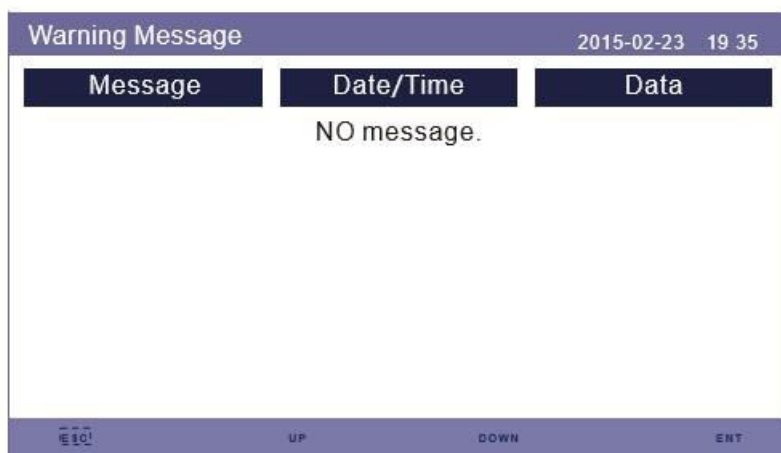 Warning Message 2015-02-23 19 35
Message Date/Time Data
NO message.
ESC UP DOWN ENT